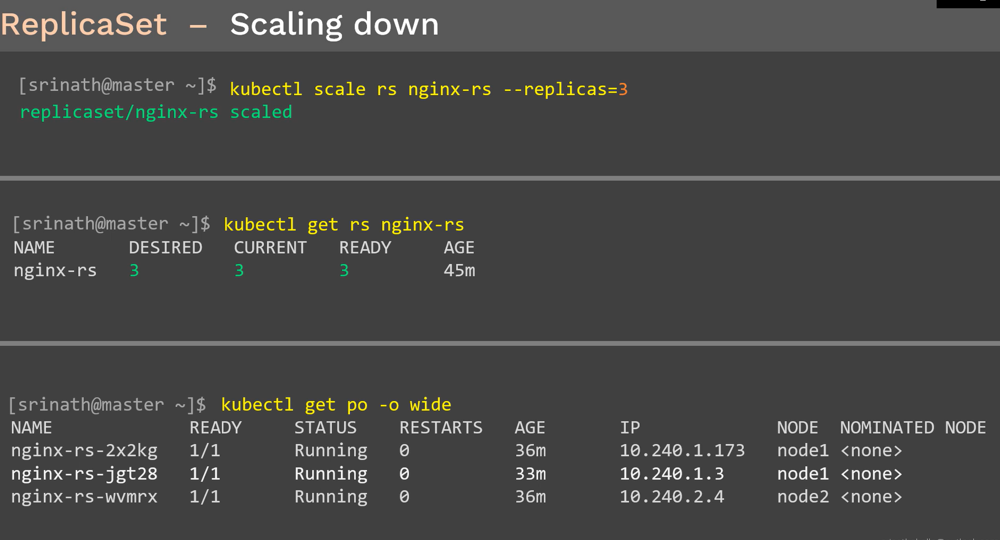 ReplicaSet – Scaling down
[srinath@master ~]$ kubectl scale rs nginx-rs --replicas=3
replicaset/nginx-rs scaled
[srinath@master ~]$ kubectl get rs nginx-rs
NAME DESIRED CURRENT READY AGE
nginx-rs 3 3 3 45m
[srinath@master ~]$ kubectl get po -o wide
NAME READY STATUS RESTARTS AGE IP NODE NOMINATED NODE
nginx-rs-2x2kg 1/1 Running 0 36m 10.240.1.173 node1 <none>
nginx-rs-jgt28 1/1 Running 0 33m 10.240.1.3 node1 <none>
nginx-rs-wvmrx 1/1 Running 0 36m 10.240.2.4 node2 <none>